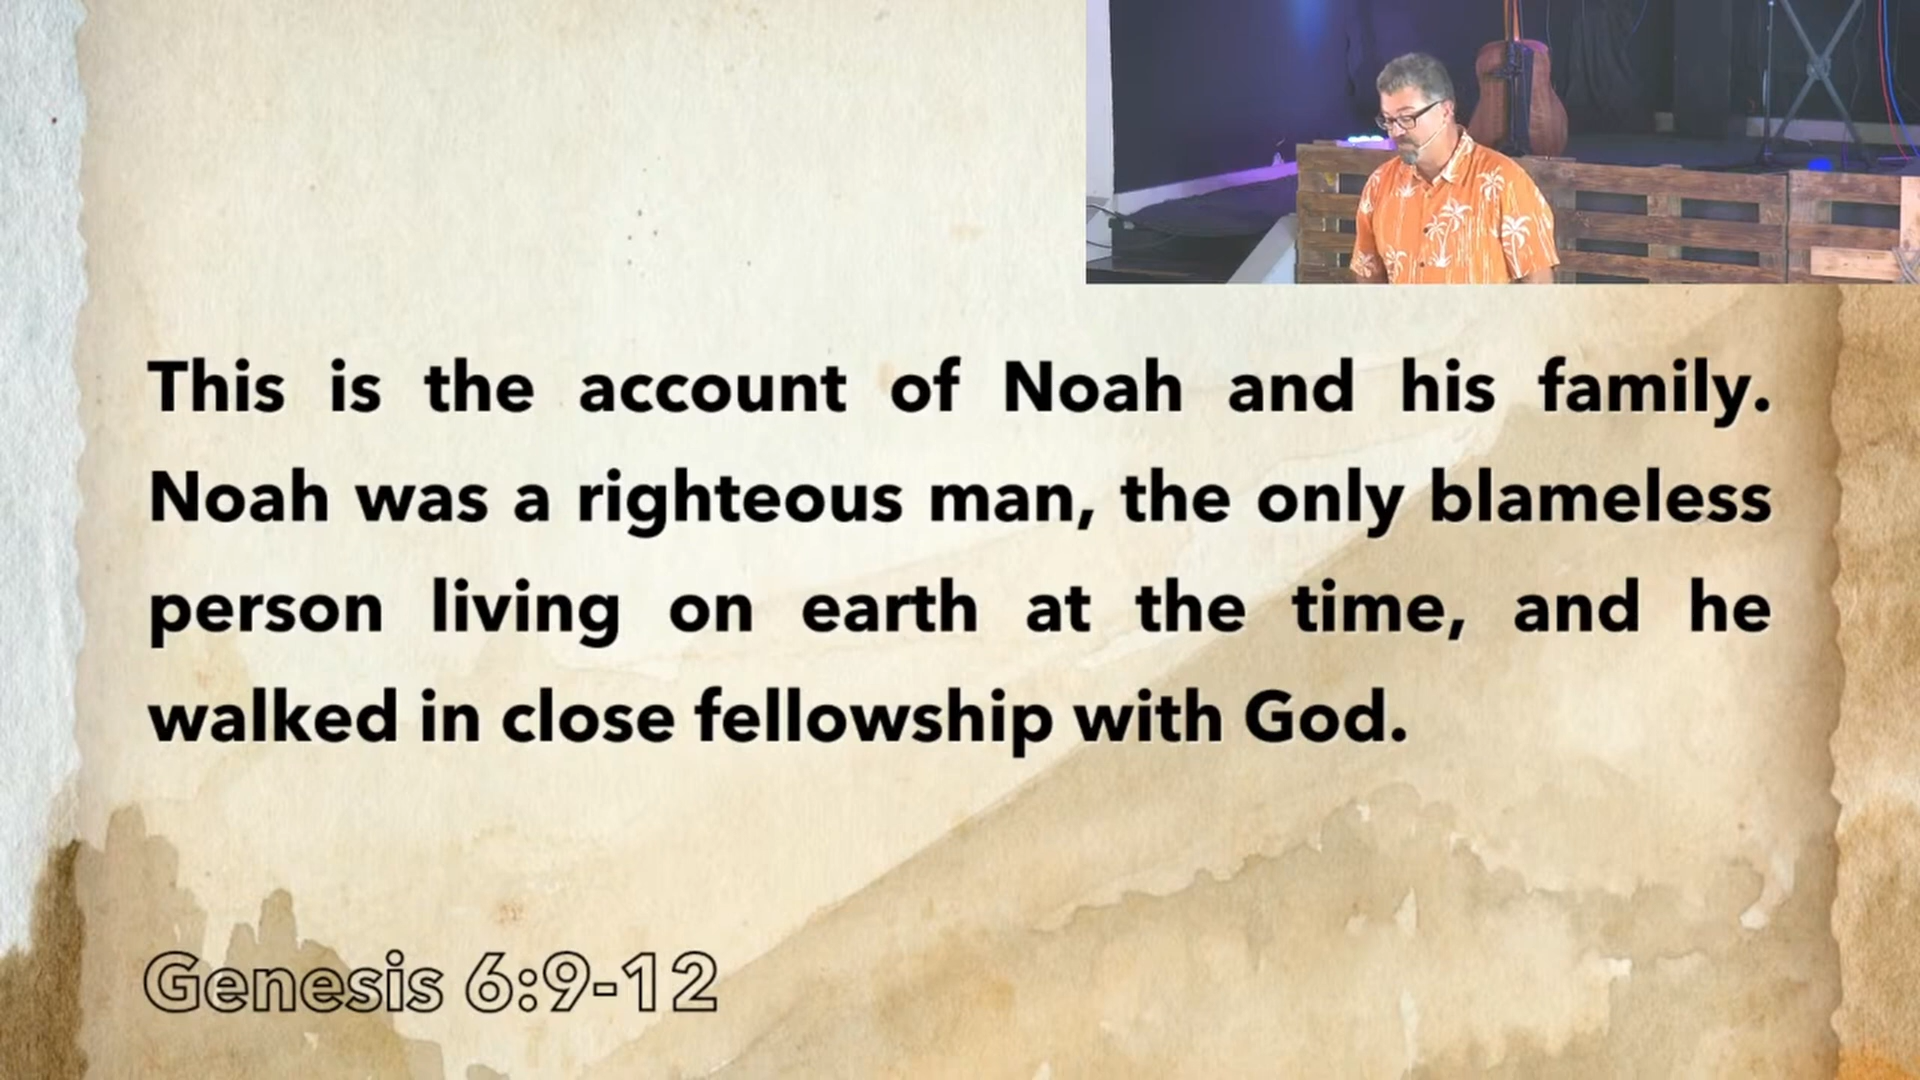 This is the account of Noah and his family.
Noah was a righteous man, the only blameless
person living on earth at the time, and he
walked in close fellowship with God.
Genesis 6:9-12